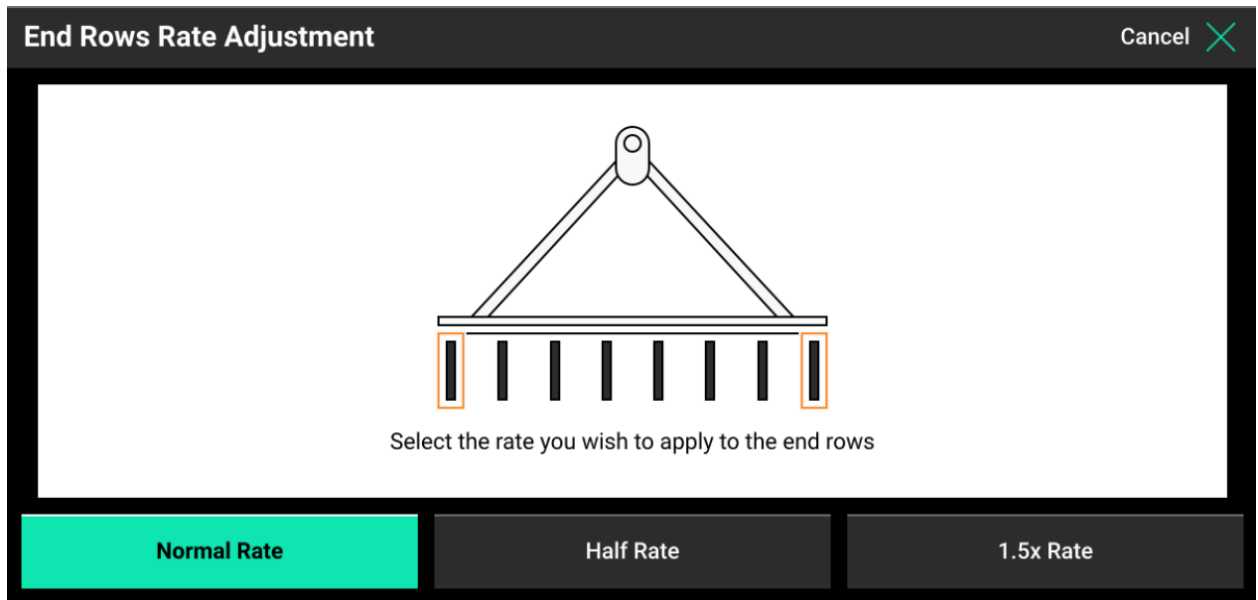 End Rows Rate Adjustment
Cancel
Select the rate you wish to apply to the end rows
Normal Rate
Half Rate
1.5x Rate